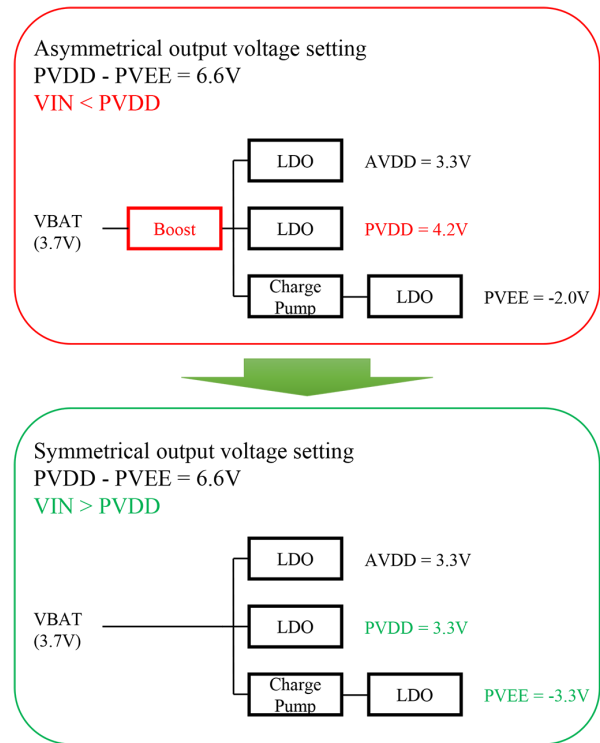 Asymmetrical output voltage setting
PVDD - PVEE = 6.6V
VIN < PVDD
LDO
AVDD = 3.3V
VBAT
(3.7V)
Boost
LDO
PVDD = 4.2V
Charge
Pump
LDO
PVEE = -2.0V
Symmetrical output voltage setting
PVDD - PVEE = 6.6V
VIN > PVDD
LDO
AVDD = 3.3V
VBAT
(3.7V)
LDO
PVDD = 3.3V
Charge
Pump
LDO
PVEE = -3.3V